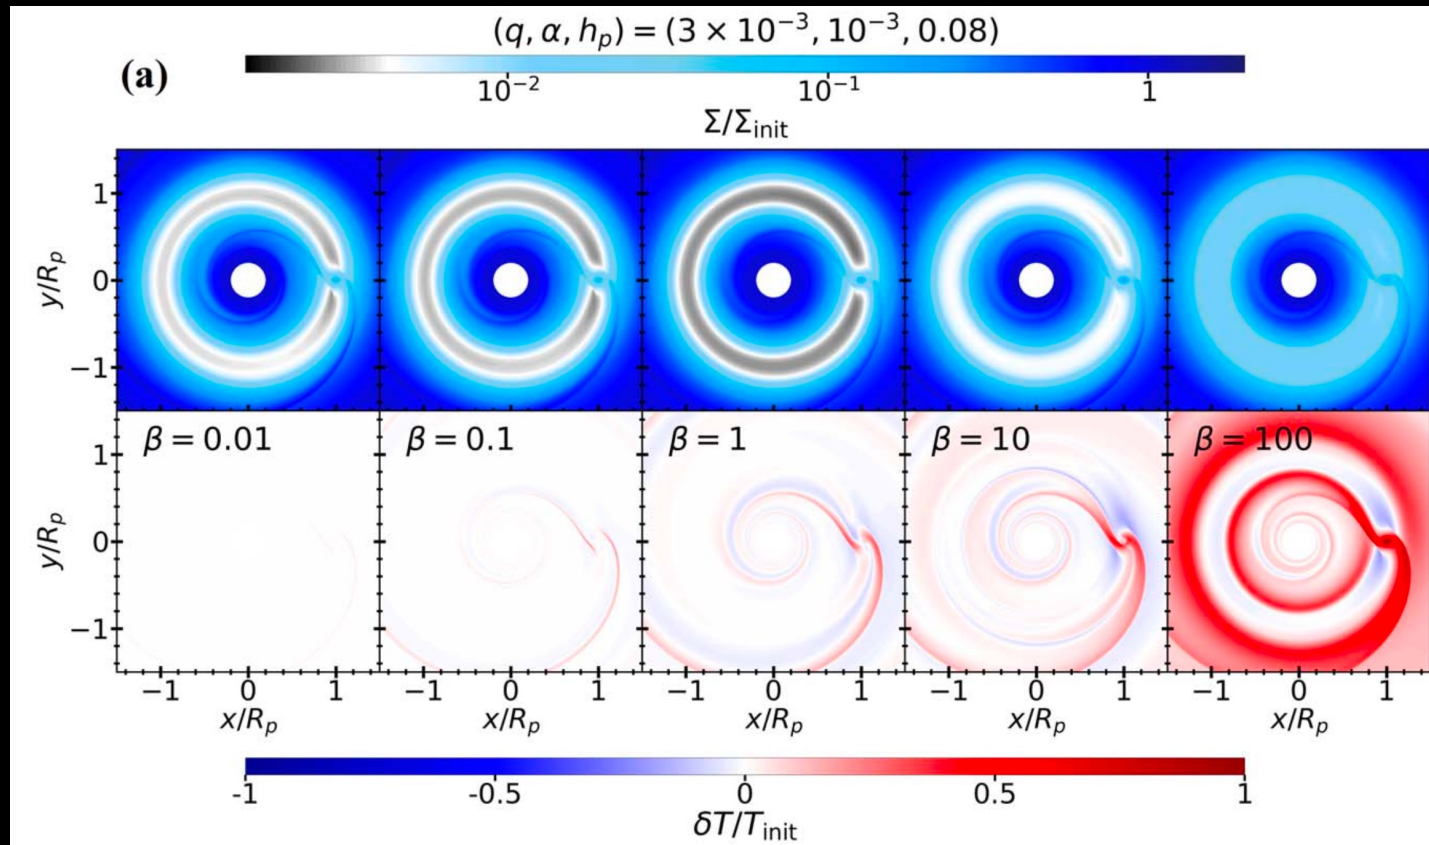 (q, α, h_p) = (3 × 10⁻³, 10⁻³, 0.08)
(a)
10⁻² 10⁻¹ 1
Σ/Σ_init
y/R_p
1
0
−1
β = 0.01 β = 0.1 β = 1 β = 10 β = 100
y/R_p
1
0
−1
−1 0 1 −1 0 1 −1 0 1 −1 0 1 −1 0 1
x/R_p x/R_p x/R_p x/R_p x/R_p
-1 -0.5 0 0.5 1
δT/T_init